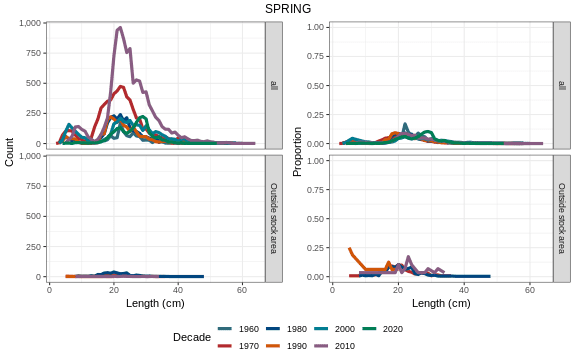 SPRING
1,000
750
500
250
0
all
1.00
0.75
0.50
0.25
0.00
all
Count
Proportion
1,000
750
500
250
0
Outside stock area
1.00
0.75
0.50
0.25
0.00
Outside stock area
0 20 40 60
0 20 40 60
Length (cm)
Length (cm)
Decade
1960 1980 2000 2020
1970 1990 2010